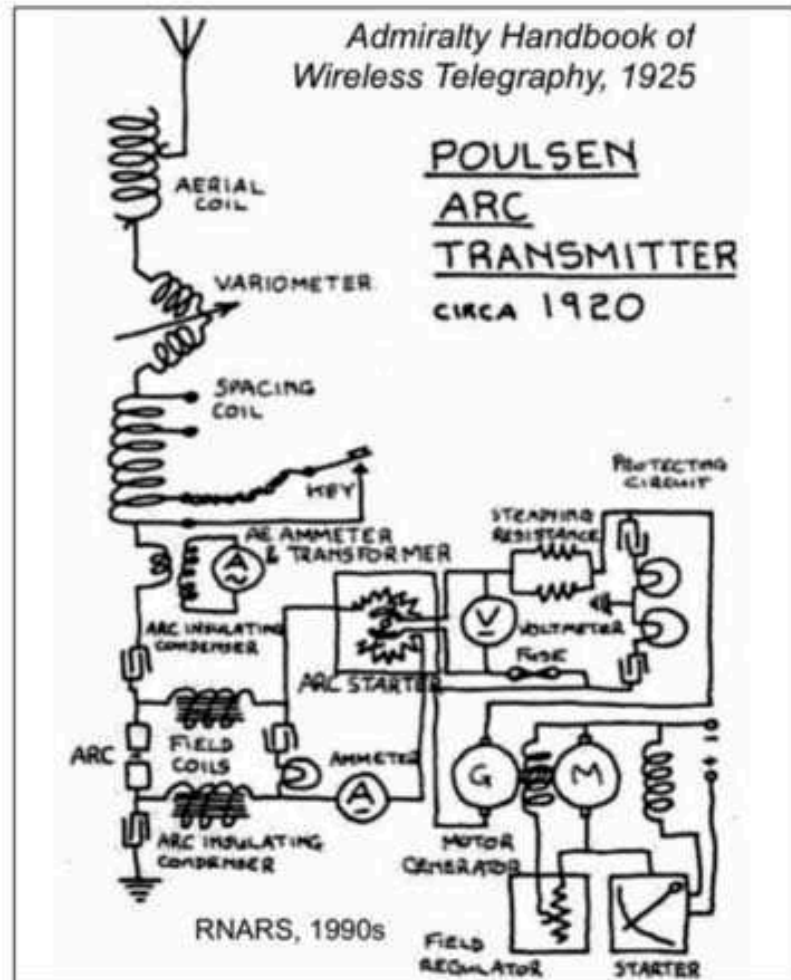 Admiralty Handbook of
Wireless Telegraphy, 1925
POULSEN
ARC
TRANSMITTER
CIRCA 1920
AERIAL
COIL
VARIOMETER
SPACING
COIL
KEY
PROTECTING
CIRCUIT
STEADYING
RESISTANCE
AE AMMETER
& TRANSFORMER
A
V
VOLTMETER
FUSE
ARC INSULATING
CONDENSER
ARC STARTER
ARC
FIELD
COILS
AMMETER
A
G
M
ARC INSULATING
CONDENSER
MOTOR
GENERATOR
RNARS, 1990s
FIELD
REGULATOR
STARTER